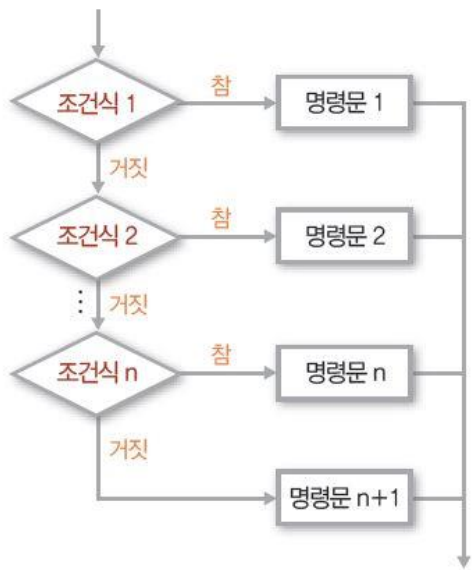 조건식 1
참
명령문 1
거짓
조건식 2
참
명령문 2
⋮
거짓
조건식 n
참
명령문 n
거짓
명령문 n+1